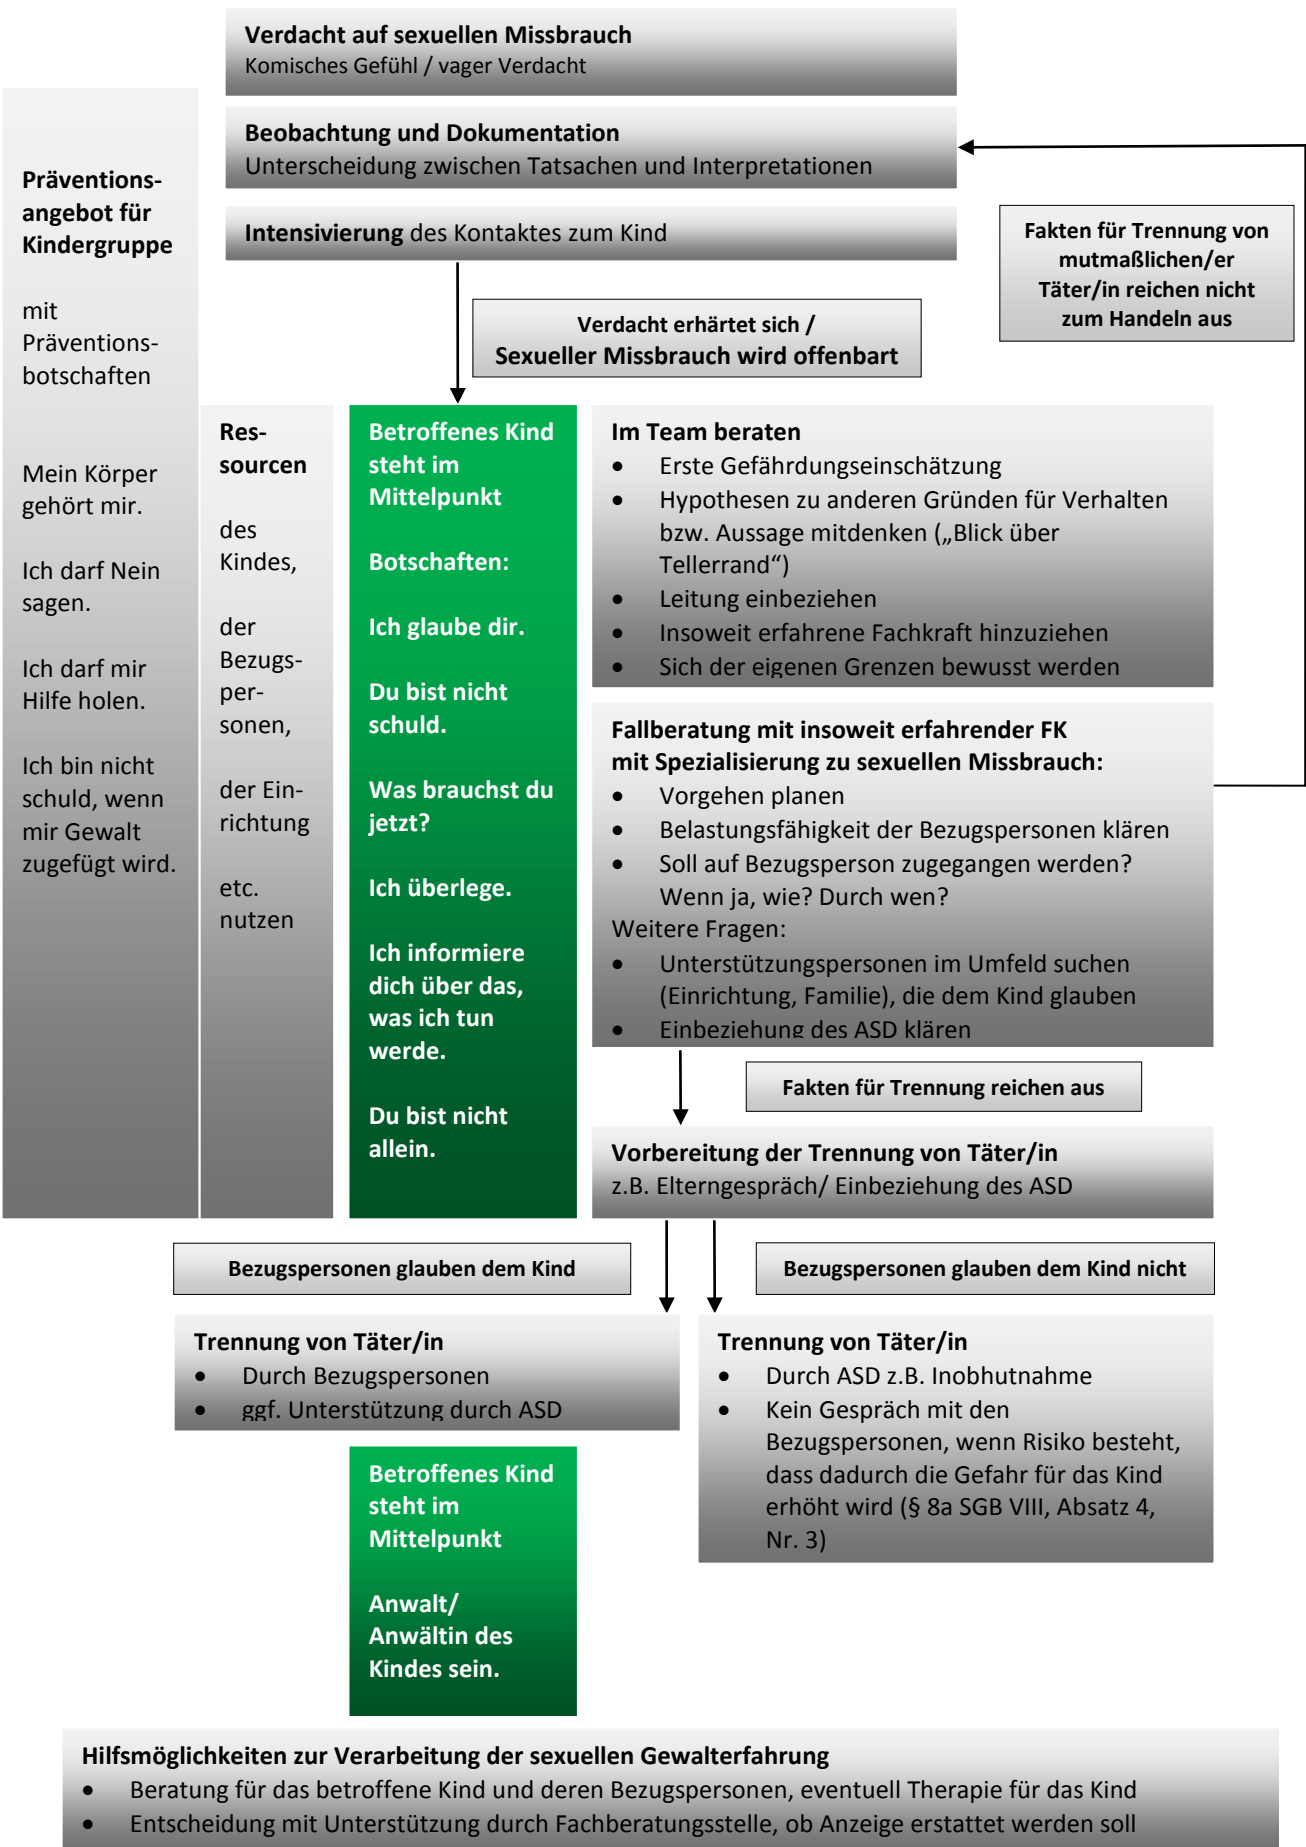 Verdacht auf sexuellen Missbrauch
Komisches Gefühl / vager Verdacht
Beobachtung und Dokumentation
Unterscheidung zwischen Tatsachen und Interpretationen
Intensivierung des Kontaktes zum Kind
Präventions-
angebot für
Kindergruppe
mit
Präventions-
botschaften
Mein Körper
gehört mir.
Ich darf Nein
sagen.
Ich darf mir
Hilfe holen.
Ich bin nicht
schuld, wenn
mir Gewalt
zugefügt wird.
Fakten für Trennung von
mutmaßlichen/er
Täter/in reichen nicht
zum Handeln aus
Verdacht erhärtet sich /
Sexueller Missbrauch wird offenbart
Res-
sourcen
des
Kindes,
der
Bezugs-
per-
sonen,
der Ein-
richtung
etc.
nutzen
Betroffenes Kind
steht im
Mittelpunkt
Botschaften:
Ich glaube dir.
Du bist nicht
schuld.
Was brauchst du
jetzt?
Ich überlege.
Ich informiere
dich über das,
was ich tun
werde.
Du bist nicht
allein.
Im Team beraten
• Erste Gefährdungseinschätzung
• Hypothesen zu anderen Gründen für Verhalten
bzw. Aussage mitdenken („Blick über
Tellerrand“)
• Leitung einbeziehen
• Insoweit erfahrene Fachkraft hinzuziehen
• Sich der eigenen Grenzen bewusst werden
Fallberatung mit insoweit erfahrender FK
mit Spezialisierung zu sexuellen Missbrauch:
• Vorgehen planen
• Belastungsfähigkeit der Bezugspersonen klären
• Soll auf Bezugsperson zugegangen werden?
Wenn ja, wie? Durch wen?
Weitere Fragen:
• Unterstützungspersonen im Umfeld suchen
(Einrichtung, Familie), die dem Kind glauben
• Einbeziehung des ASD klären
Fakten für Trennung reichen aus
Vorbereitung der Trennung von Täter/in
z.B. Elterngespräch/ Einbeziehung des ASD
Bezugspersonen glauben dem Kind
Bezugspersonen glauben dem Kind nicht
Trennung von Täter/in
• Durch Bezugspersonen
• ggf. Unterstützung durch ASD
Trennung von Täter/in
• Durch ASD z.B. Inobhutnahme
• Kein Gespräch mit den
Bezugspersonen, wenn Risiko besteht,
dass dadurch die Gefahr für das Kind
erhöht wird (§ 8a SGB VIII, Absatz 4,
Nr. 3)
Betroffenes Kind
steht im
Mittelpunkt
Anwalt/
Anwältin des
Kindes sein.
Hilfsmöglichkeiten zur Verarbeitung der sexuellen Gewalterfahrung
• Beratung für das betroffene Kind und deren Bezugspersonen, eventuell Therapie für das Kind
• Entscheidung mit Unterstützung durch Fachberatungsstelle, ob Anzeige erstattet werden soll